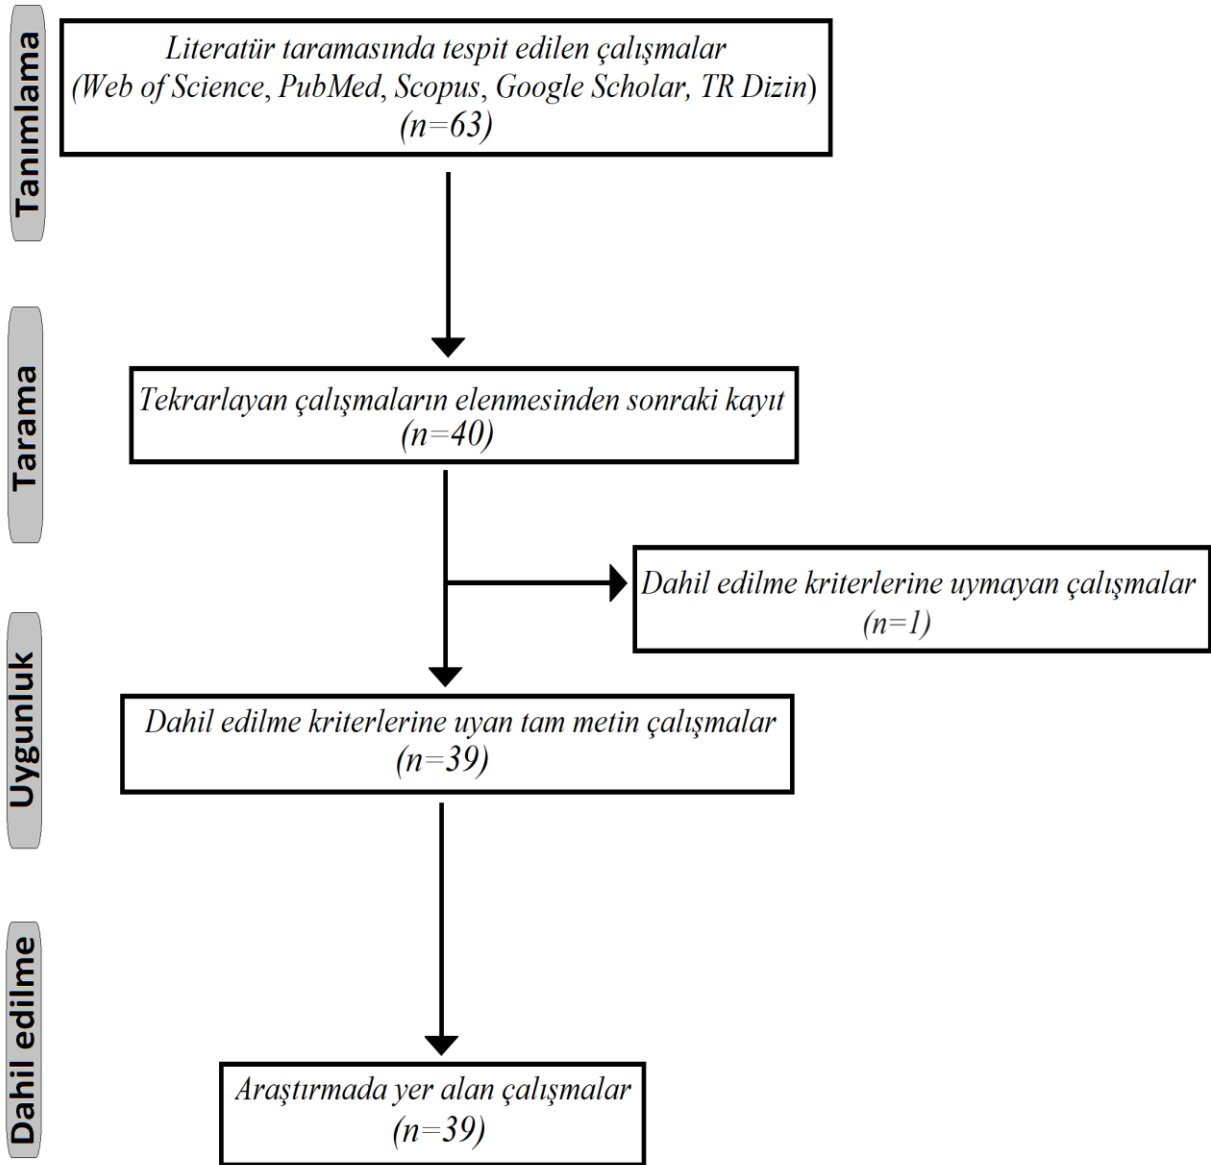 Tanımlama
Literatür taramasında tespit edilen çalışmalar
(Web of Science, PubMed, Scopus, Google Scholar, TR Dizin)
(n=63)
Tarama
Tekrarlayan çalışmaların elenmesinden sonraki kayıt
(n=40)
Dahil edilme kriterlerine uymayan çalışmalar
(n=1)
Uygunluk
Dahil edilme kriterlerine uyan tam metin çalışmalar
(n=39)
Dahil edilme
Araştırmada yer alan çalışmalar
(n=39)